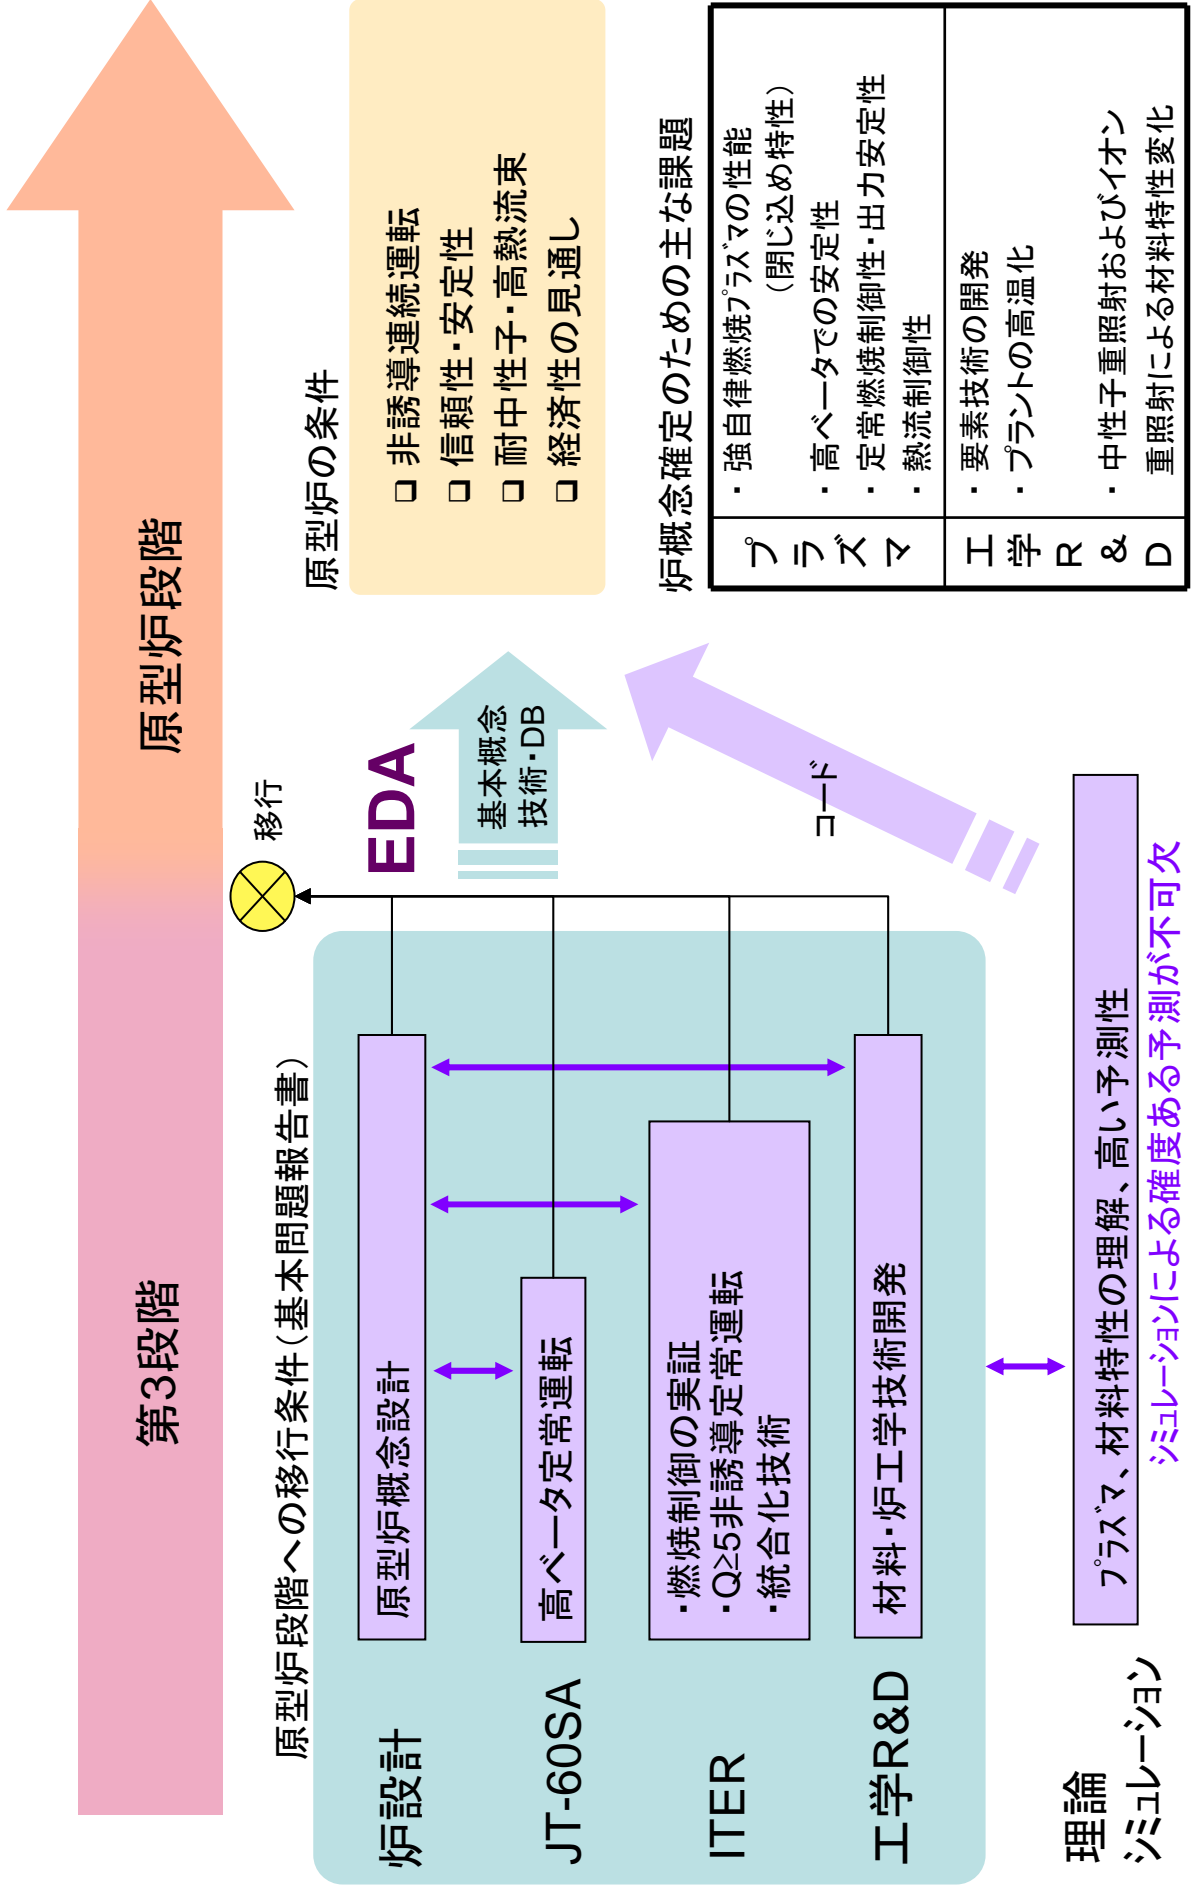 第3段階
原型炉段階
移行
原型炉段階への移行条件（基本問題報告書）
炉設計
原型炉概念設計
JT-60SA
高ベータ定常運転
ITER
・燃焼制御の実証
・Q≥5非誘導定常運転
・統合化技術
工学R&D
材料・炉工学技術開発
理論
シミュレーション
プラズマ、材料特性の理解、高い予測性
シミュレーションによる確度ある予測が不可欠
EDA
基本概念
技術・DB
コード
原型炉の条件
❑ 非誘導連続運転
❑ 信頼性・安定性
❑ 耐中性子・高熱流束
❑ 経済性の見通し
炉概念確定のための主な課題
プラズマ
・ 強自律燃焼プラズマの性能
（閉じ込め特性）
・ 高ベータでの安定性
・ 定常燃焼制御性・出力安定性
・ 熱流制御性
工学R&D
・ 要素技術の開発
・ プラントの高温化
・ 中性子重照射およびイオン
重照射による材料特性変化